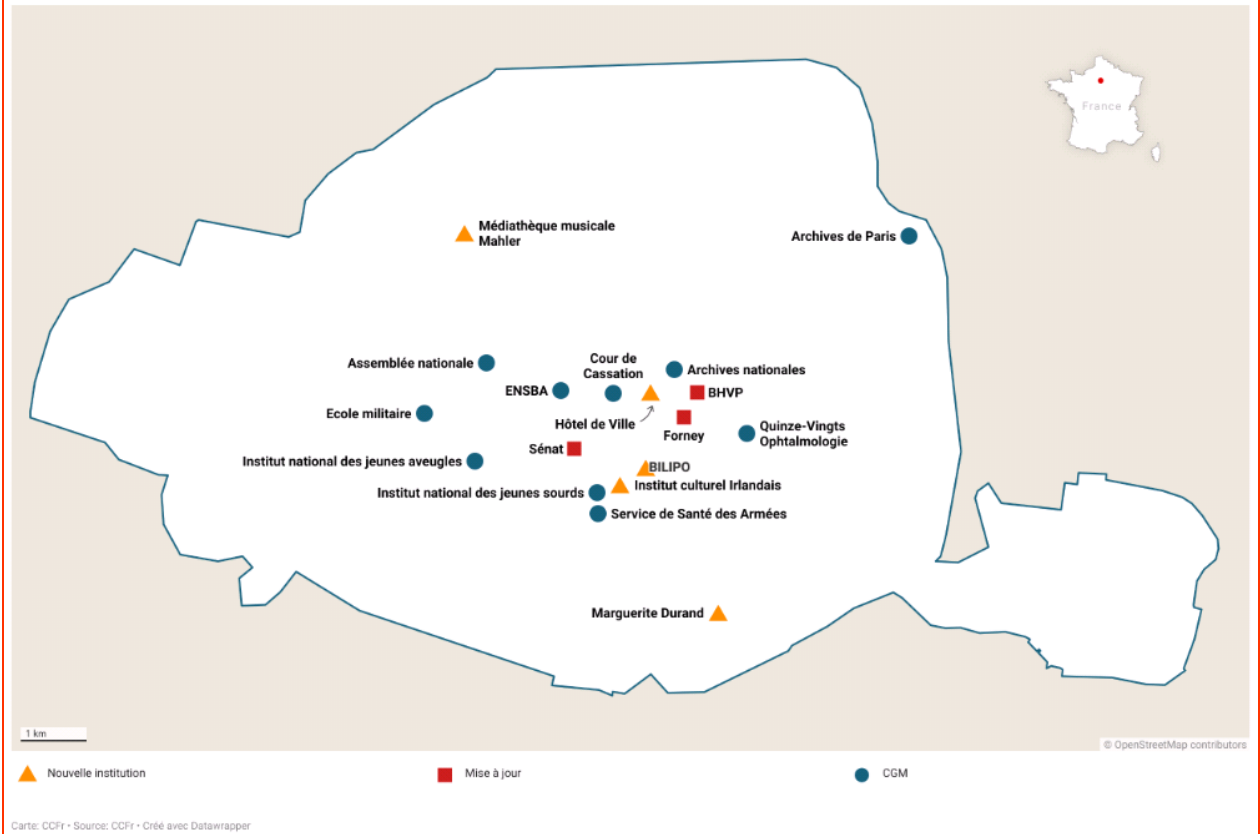 France
Médiathèque musicale
Mahler
Archives de Paris
Assemblée nationale
Cour de
Cassation
Archives nationales
ENSBA
BHVP
Ecole militaire
Hôtel de Ville
Forney
Quinze-Vingts
Ophtalmologie
Sénat
Institut national des jeunes aveugles
BILIPO
Institut culturel Irlandais
Institut national des jeunes sourds
Service de Santé des Armées
Marguerite Durand
1 km
© OpenStreetMap contributors
Nouvelle institution
Mise à jour
CGM
Carte: CCFr • Source: CCFr • Créé avec Datawrapper